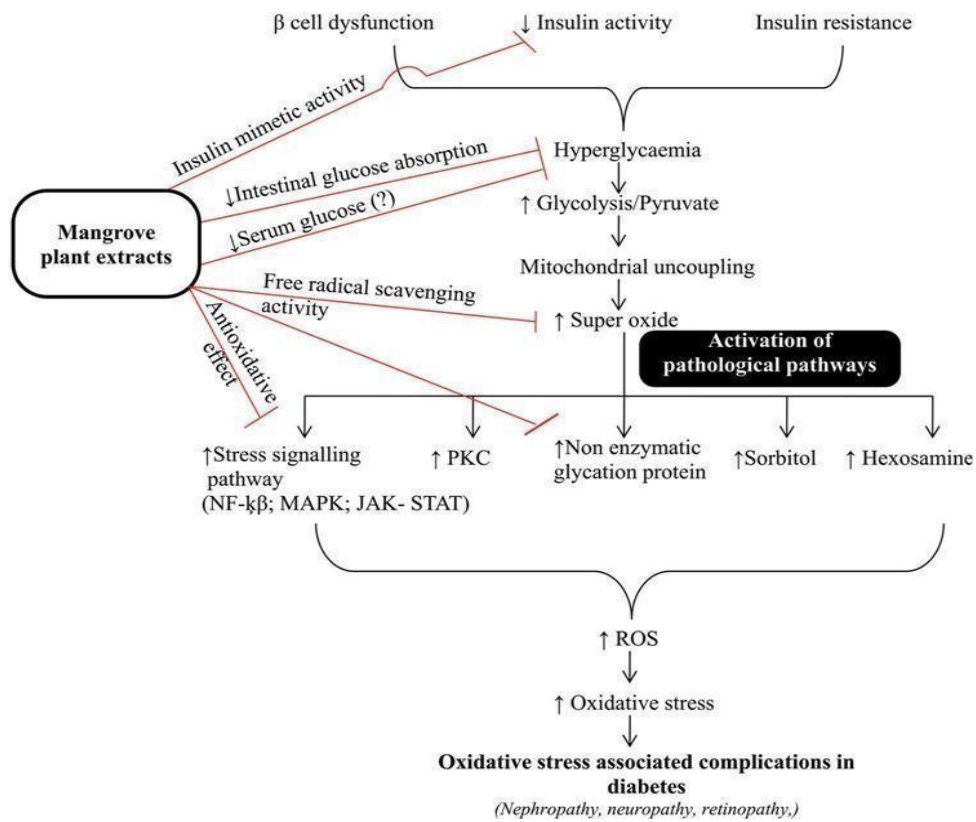 β cell dysfunction
↓ Insulin activity
Insulin resistance
Insulin mimetic activity
↓Intestinal glucose absorption
↓Serum glucose (?)
Mangrove
plant extracts
Free radical scavenging
activity
Antioxidative
effect
Hyperglycaemia
↑ Glycolysis/Pyruvate
Mitochondrial uncoupling
↑ Super oxide
Activation of
pathological pathways
↑Stress signalling
pathway
(NF-ķβ; MAPK; JAK- STAT)
↑ PKC
↑Non enzymatic
glycation protein
↑Sorbitol
↑ Hexosamine
↑ ROS
↑ Oxidative stress
Oxidative stress associated complications in
diabetes
(Nephropathy, neuropathy, retinopathy,)